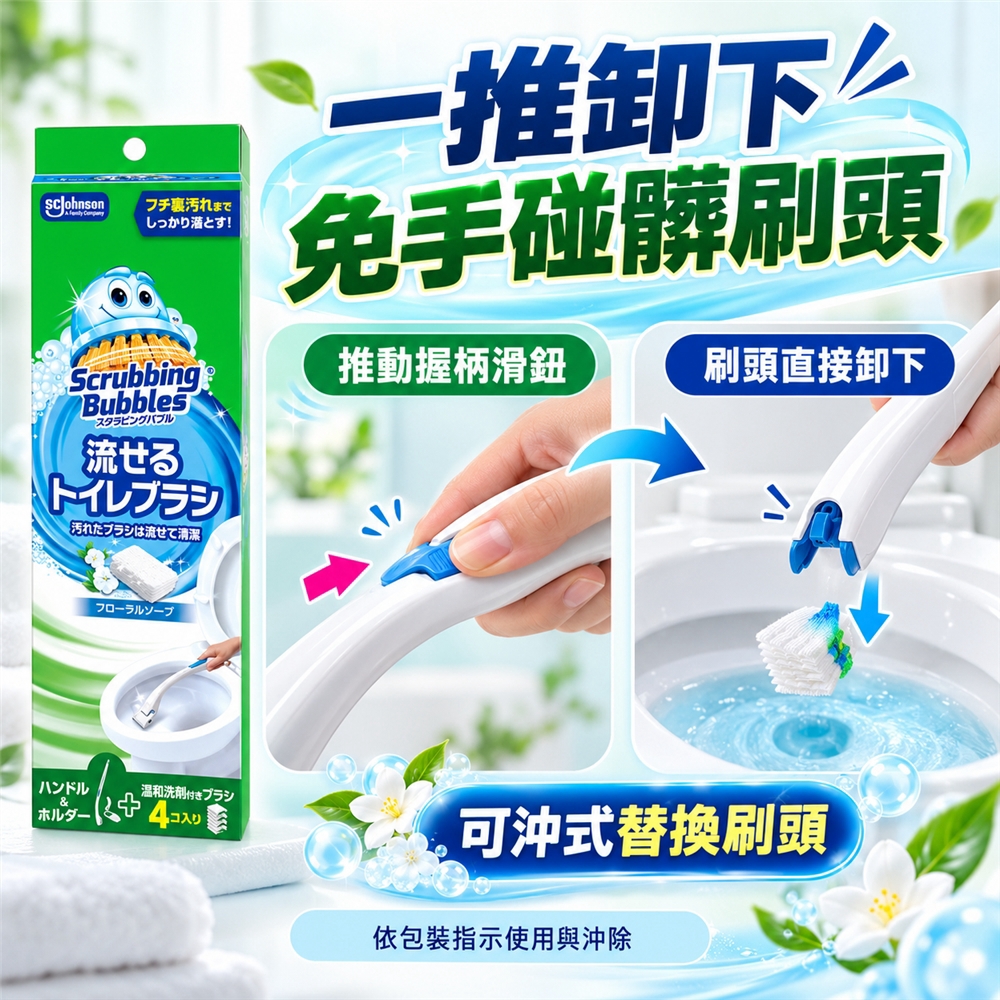 一推卸下
免手碰髒刷頭
SCJohnson
A Family Company
フチ裏汚れまで
しっかり落とす!
Scrubbing®
Bubbles
スクラビングバブル
流せる
トイレブラシ
汚れたブラシは流せて清潔
フローラルソープ
ハンドル
&
ホルダー
+
温和洗剤付きブラシ
4コ入り
推動握柄滑鈕
刷頭直接卸下
可沖式替換刷頭
依包裝指示使用與沖除